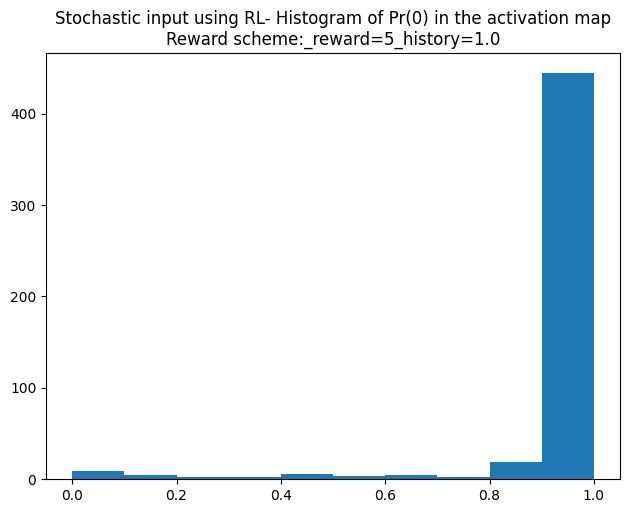 Stochastic input using RL- Histogram of Pr(0) in the activation map
Reward scheme:_reward=5_history=1.0
400
300
200
100
0
0.0 0.2 0.4 0.6 0.8 1.0